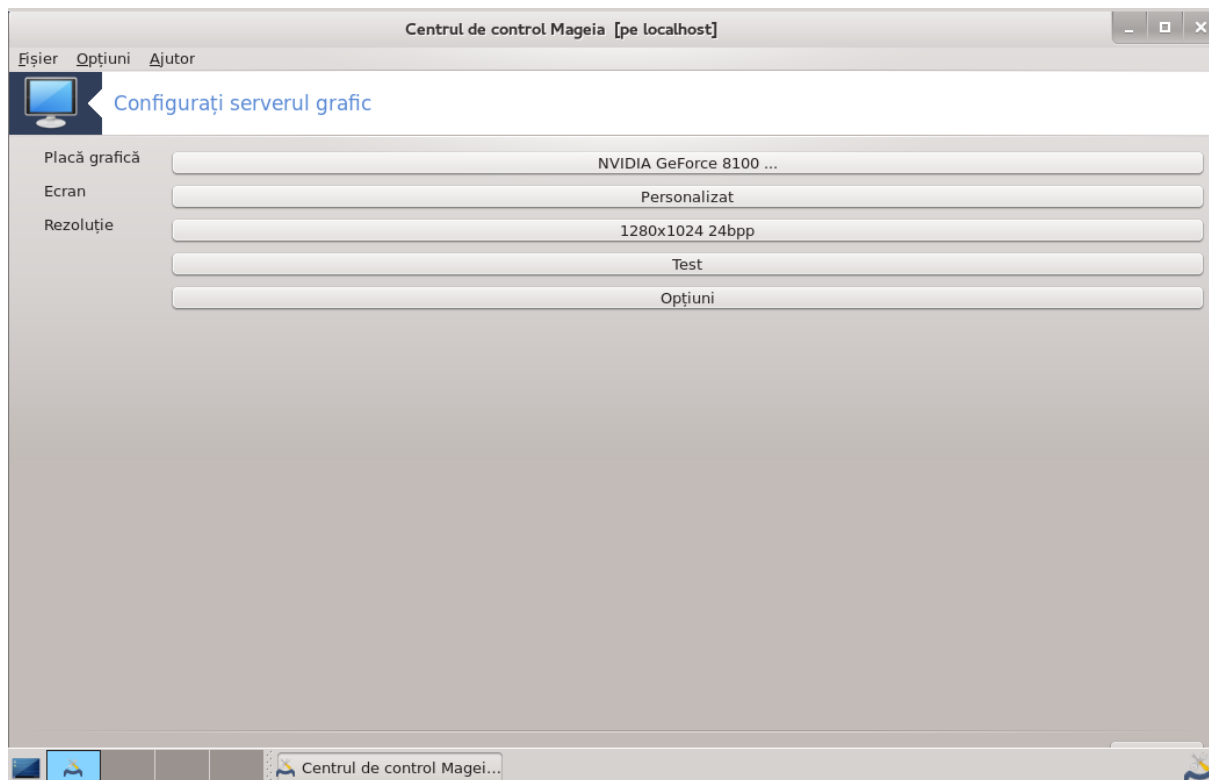 Centrul de control Mageia [pe localhost]
Fișier Opțiuni Ajutor
Configurați serverul grafic
Placă grafică
NVIDIA GeForce 8100 ...
Ecran
Personalizat
Rezoluție
1280x1024 24bpp
Test
Opțiuni
Centrul de control Magei...